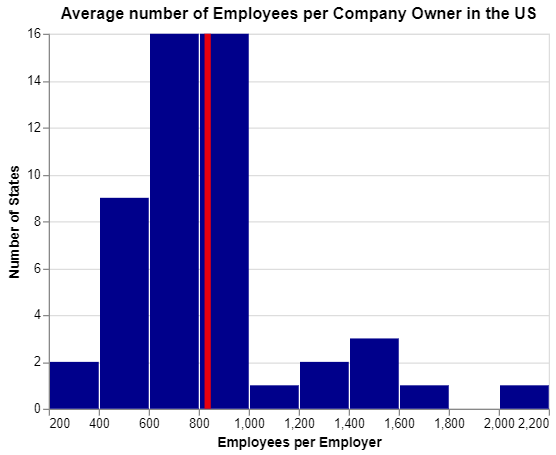 Average number of Employees per Company Owner in the US
16
14
12
10
8
6
4
2
0
Number of States
200 400 600 800 1,000 1,200 1,400 1,600 1,800 2,000 2,200
Employees per Employer